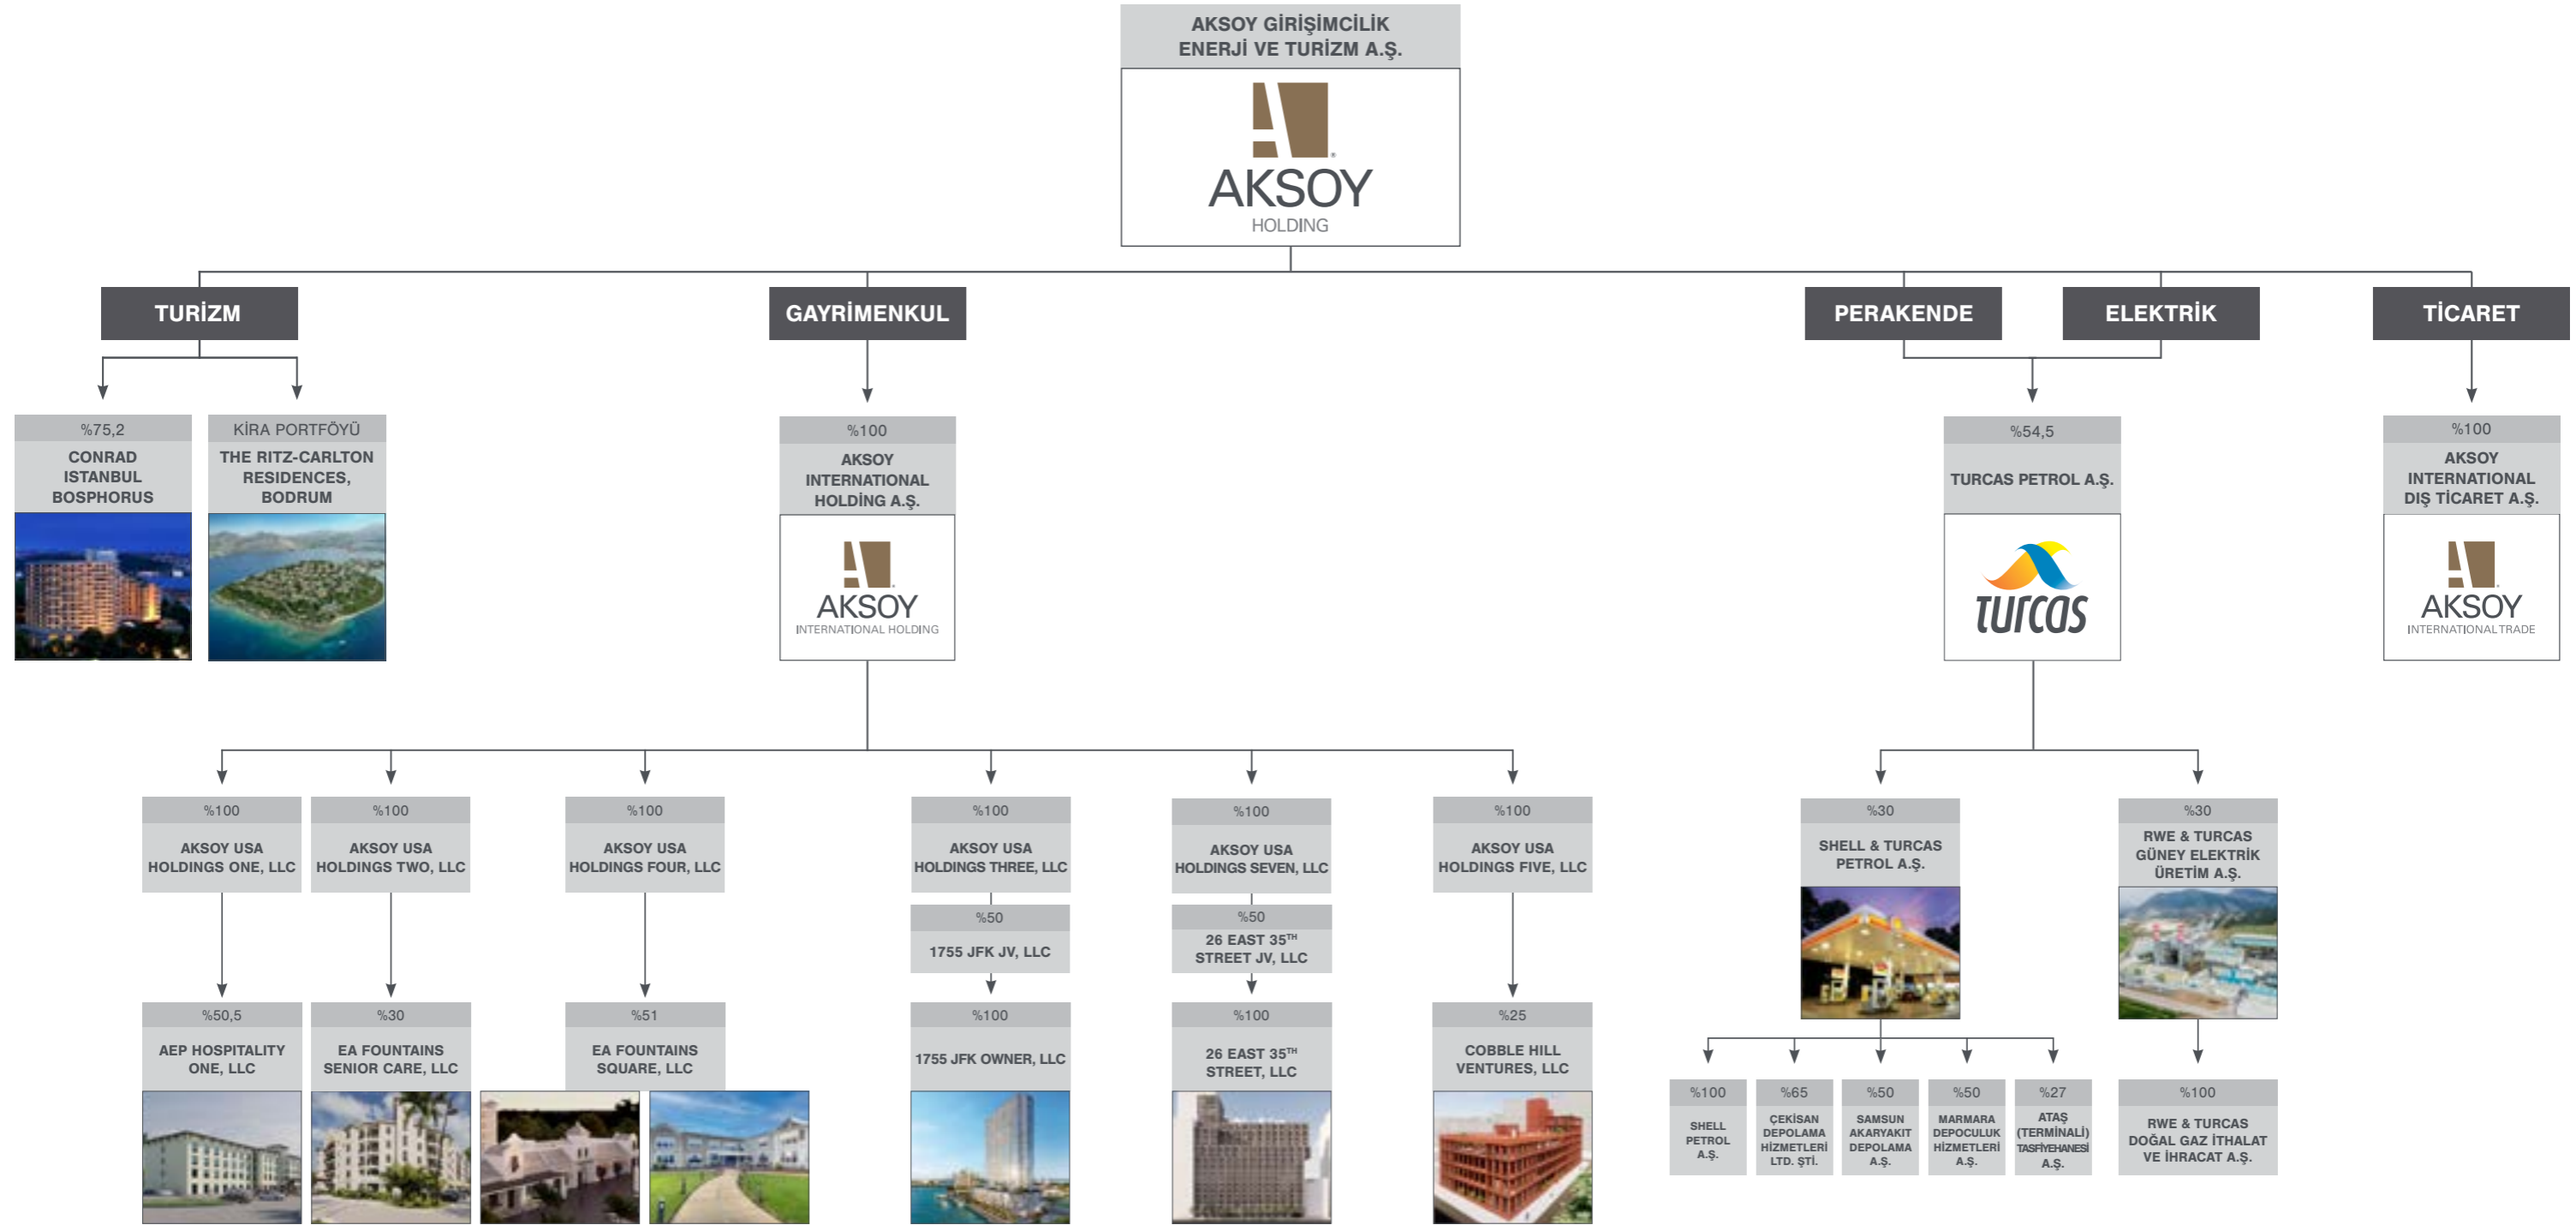 AKSOY GİRİŞİMCİLİK
ENERJİ VE TURİZM A.Ş.
AKSOY
HOLDING
TURİZM
GAYRİMENKUL
PERAKENDE
ELEKTRİK
TİCARET
%75,2
CONRAD
ISTANBUL
BOSPHORUS
KİRA PORTFÖYÜ
THE RITZ-CARLTON
RESIDENCES,
BODRUM
%100
AKSOY
INTERNATIONAL
HOLDİNG A.Ş.
AKSOY
INTERNATIONAL HOLDING
%54,5
TURCAS PETROL A.Ş.
turcas
%100
AKSOY
INTERNATIONAL
DIŞ TİCARET A.Ş.
AKSOY
INTERNATIONAL TRADE
%100
AKSOY USA
HOLDINGS ONE, LLC
%100
AKSOY USA
HOLDINGS TWO, LLC
%100
AKSOY USA
HOLDINGS FOUR, LLC
%100
AKSOY USA
HOLDINGS THREE, LLC
%100
AKSOY USA
HOLDINGS SEVEN, LLC
%100
AKSOY USA
HOLDINGS FIVE, LLC
%30
SHELL & TURCAS
PETROL A.Ş.
%30
RWE & TURCAS
GÜNEY ELEKTRİK
ÜRETİM A.Ş.
%50
1755 JFK JV, LLC
%50
26 EAST 35TH
STREET JV, LLC
%50,5
AEP HOSPITALITY
ONE, LLC
%30
EA FOUNTAINS
SENIOR CARE, LLC
%51
EA FOUNTAINS
SQUARE, LLC
%100
1755 JFK OWNER, LLC
%100
26 EAST 35TH
STREET, LLC
%25
COBBLE HILL
VENTURES, LLC
%100
SHELL
PETROL
A.Ş.
%65
ÇEKİSAN
DEPOLAMA
HİZMETLERİ
LTD. ŞTİ.
%50
SAMSUN
AKARYAKIT
DEPOLAMA
A.Ş.
%50
MARMARA
DEPOCULUK
HİZMETLERİ
A.Ş.
%27
ATAŞ
(TERMİNALİ)
TASFİYEHANESİ
A.Ş.
%100
RWE & TURCAS
DOĞAL GAZ İTHALAT
VE İHRACAT A.Ş.